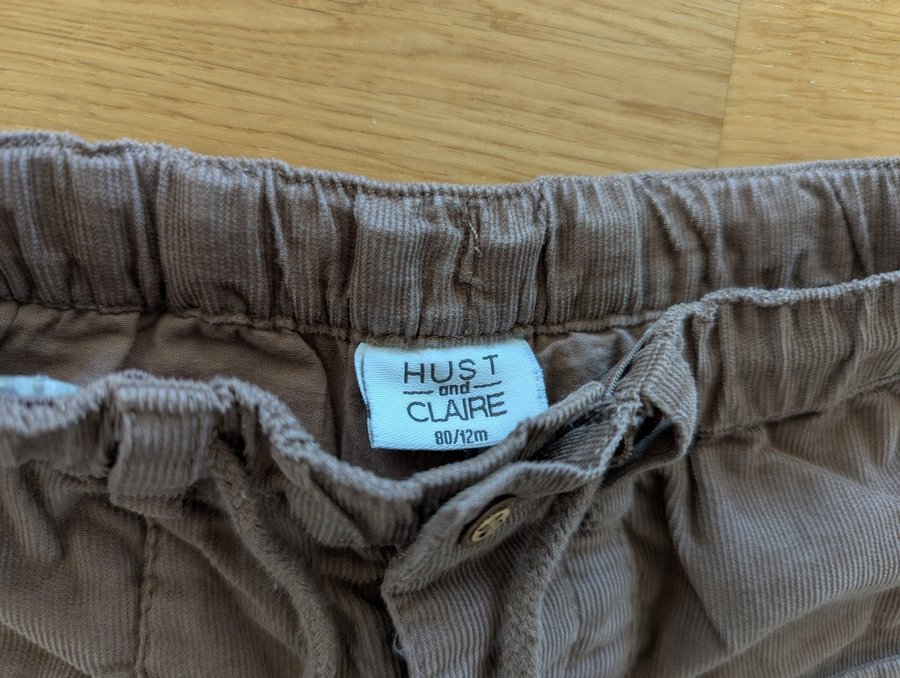 HUST
and
CLAIRE
80/12m